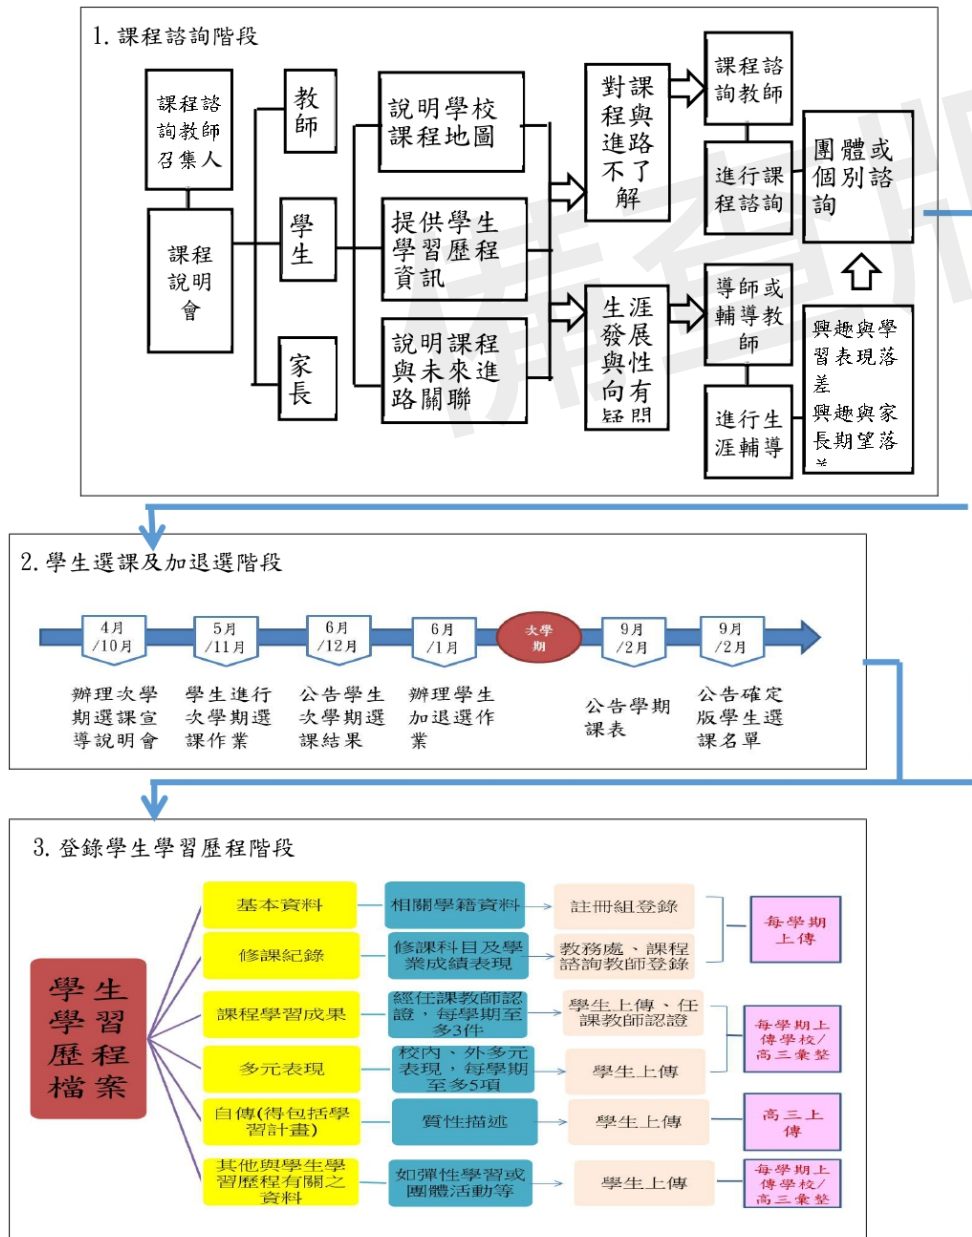 1. 課程諮詢階段
課程諮
詢教師
召集人
課程
說明
會
教
師
學
生
家
長
說明學校
課程地圖
提供學生
學習歷程
資訊
說明課程
與未來進
路關聯
對課
程與
進路
不了
解
生涯
發展
與性
向有
疑問
課程諮
詢教師
進行課
程諮詢
導師或
輔導教
師
進行生
涯輔導
團體或
個別諮
詢
興趣與學
習表現落
差
興趣與家
長期望落
差
備查版
2. 學生選課及加退選階段
4月
/10月
5月
/11月
6月
/12月
6月
/1月
次學
期
9月
/2月
9月
/2月
辦理次學
期選課宣
導說明會
學生進行
次學期選
課作業
公告學生
次學期選
課結果
辦理學生
加退選作
業
公告學期
課表
公告確定
版學生選
課名單
3. 登錄學生學習歷程階段
學生
學習
歷程
檔案
基本資料
相關學籍資料
註冊組登錄
每學期
上傳
修課紀錄
修課科目及學
業成績表現
教務處、課程
諮詢教師登錄
課程學習成果
經任課教師認
證，每學期至
多3件
學生上傳、任
課教師認證
每學期上
傳學校/
高三彙整
多元表現
校內、外多元
表現，每學期
至多5項
學生上傳
自傳(得包括學
習計畫)
質性描述
學生上傳
高三上
傳
其他與學生學
習歷程有關之
資料
如彈性學習或
團體活動等
學生上傳
每學期上
傳學校/
高三彙整